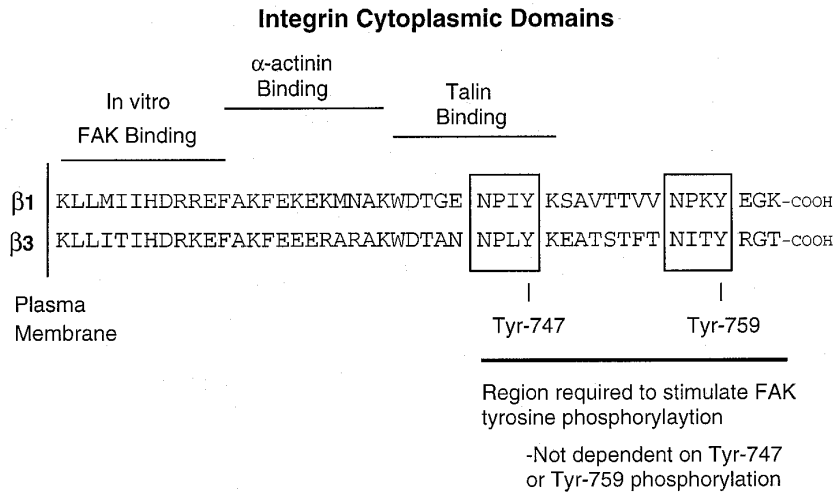 Integrin Cytoplasmic Domains
α-actinin
Binding
In vitro
FAK Binding
Talin
Binding
β1 KLLMIIHDRREFAKFEKEKMNAKWDTGE NPIY KSAVTTVV NPKY EGK-COOH
β3 KLLITIHDRKEFAKFEEERARAKWDTAN NPLY KEATSTFT NITY RGT-COOH
Plasma
Membrane
Tyr-747
Tyr-759
Region required to stimulate FAK
tyrosine phosphorylaytion
-Not dependent on Tyr-747
or Tyr-759 phosphorylation